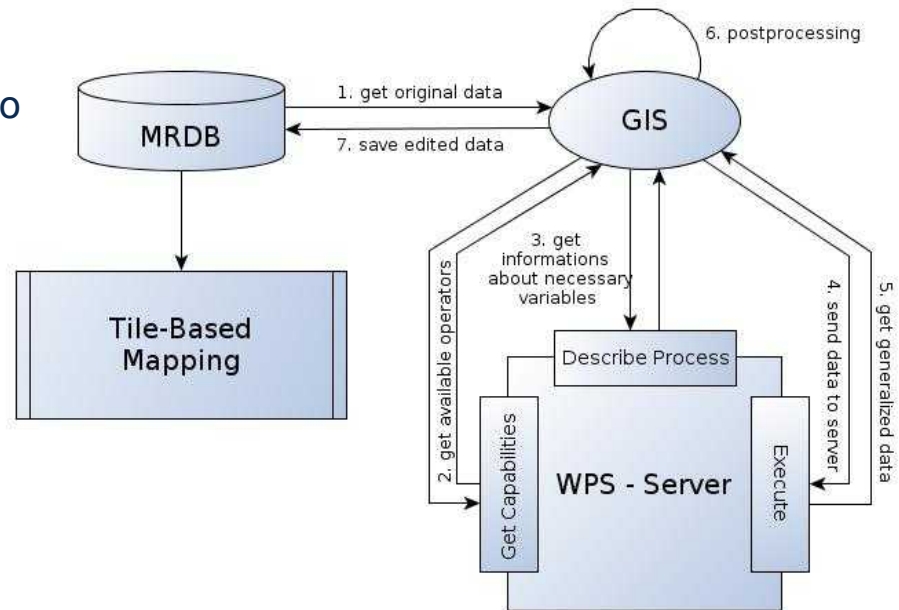 o
6. postprocessing
1. get original data
GIS
MRDB
7. save edited data
3. get
informations
about necessary
variables
2. get available operators
4. send data to server
5. get generalized data
Tile-Based
Mapping
Describe Process
Get Capabilities
WPS - Server
Execute